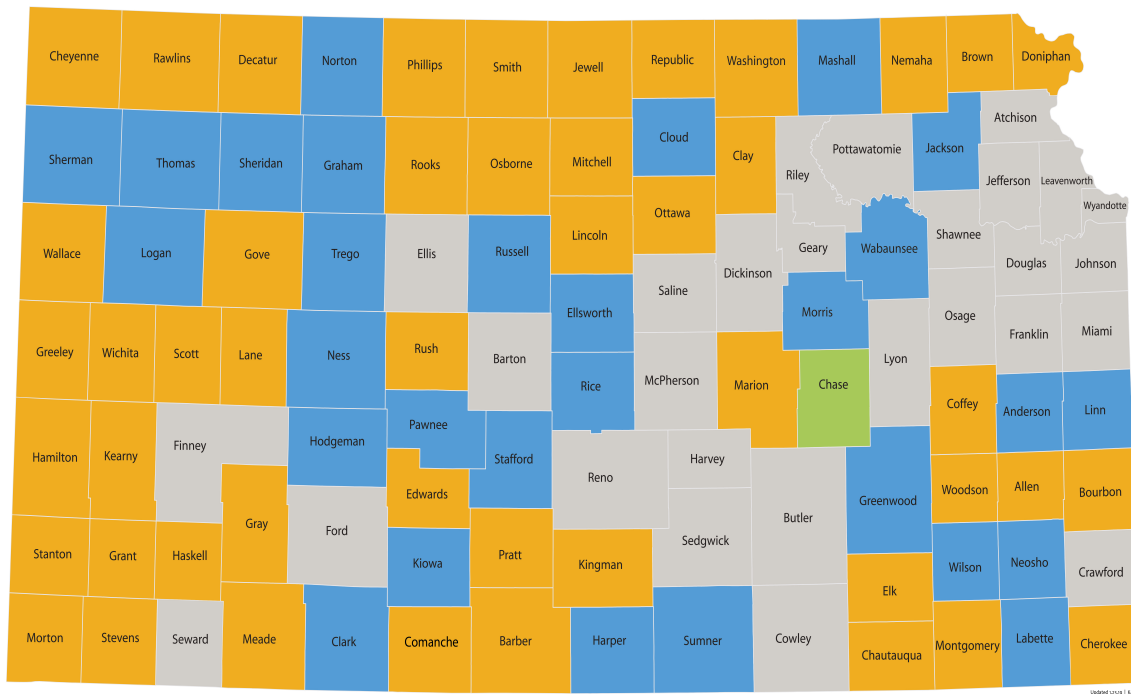 Cheyenne
Rawlins
Decatur
Norton
Phillips
Smith
Jewell
Republic
Washington
Mashall
Nemaha
Brown
Doniphan
Sherman
Thomas
Sheridan
Graham
Rooks
Osborne
Mitchell
Cloud
Clay
Riley
Pottawatomie
Jackson
Atchison
Jefferson
Leavenworth
Wyandotte
Wallace
Logan
Gove
Trego
Ellis
Russell
Lincoln
Ottawa
Saline
Dickinson
Geary
Wabaunsee
Shawnee
Douglas
Johnson
Greeley
Wichita
Scott
Lane
Ness
Rush
Barton
Ellsworth
Rice
McPherson
Marion
Morris
Chase
Lyon
Osage
Franklin
Miami
Hamilton
Kearny
Finney
Hodgeman
Pawnee
Stafford
Edwards
Gray
Ford
Reno
Harvey
Sedgwick
Butler
Greenwood
Coffey
Anderson
Linn
Woodson
Allen
Bourbon
Stanton
Grant
Haskell
Kiowa
Pratt
Kingman
Elk
Wilson
Neosho
Crawford
Morton
Stevens
Seward
Meade
Clark
Comanche
Barber
Harper
Sumner
Cowley
Chautauqua
Montgomery
Labette
Cherokee